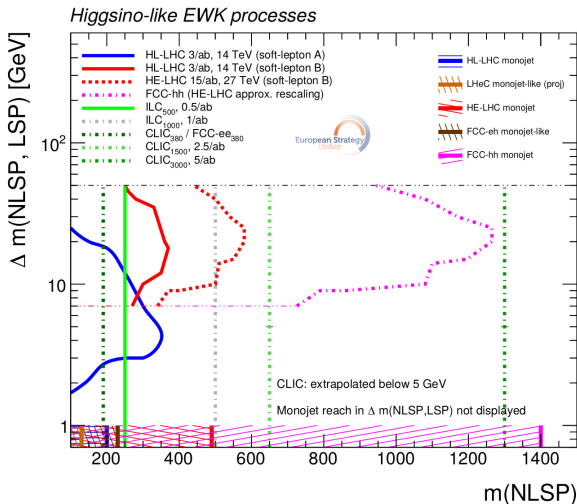 Higgsino-like EWK processes
Δ m(NLSP, LSP) [GeV]
HL-LHC 3/ab, 14 TeV (soft-lepton A)
HL-LHC 3/ab, 14 TeV (soft-lepton B)
HE-LHC 15/ab, 27 TeV (soft-lepton B)
FCC-hh (HE-LHC approx. rescaling)
ILC500, 0.5/ab
ILC1000, 1/ab
CLIC380 / FCC-ee380
CLIC1500, 2.5/ab
CLIC3000, 5/ab
HL-LHC monojet
LHeC monojet-like (proj)
HE-LHC monojet
FCC-eh monojet-like
FCC-hh monojet
European Strategy
Update
10²
10
1
CLIC: extrapolated below 5 GeV
Monojet reach in Δ m(NLSP,LSP) not displayed
200 400 600 800 1000 1200 1400
m(NLSP)